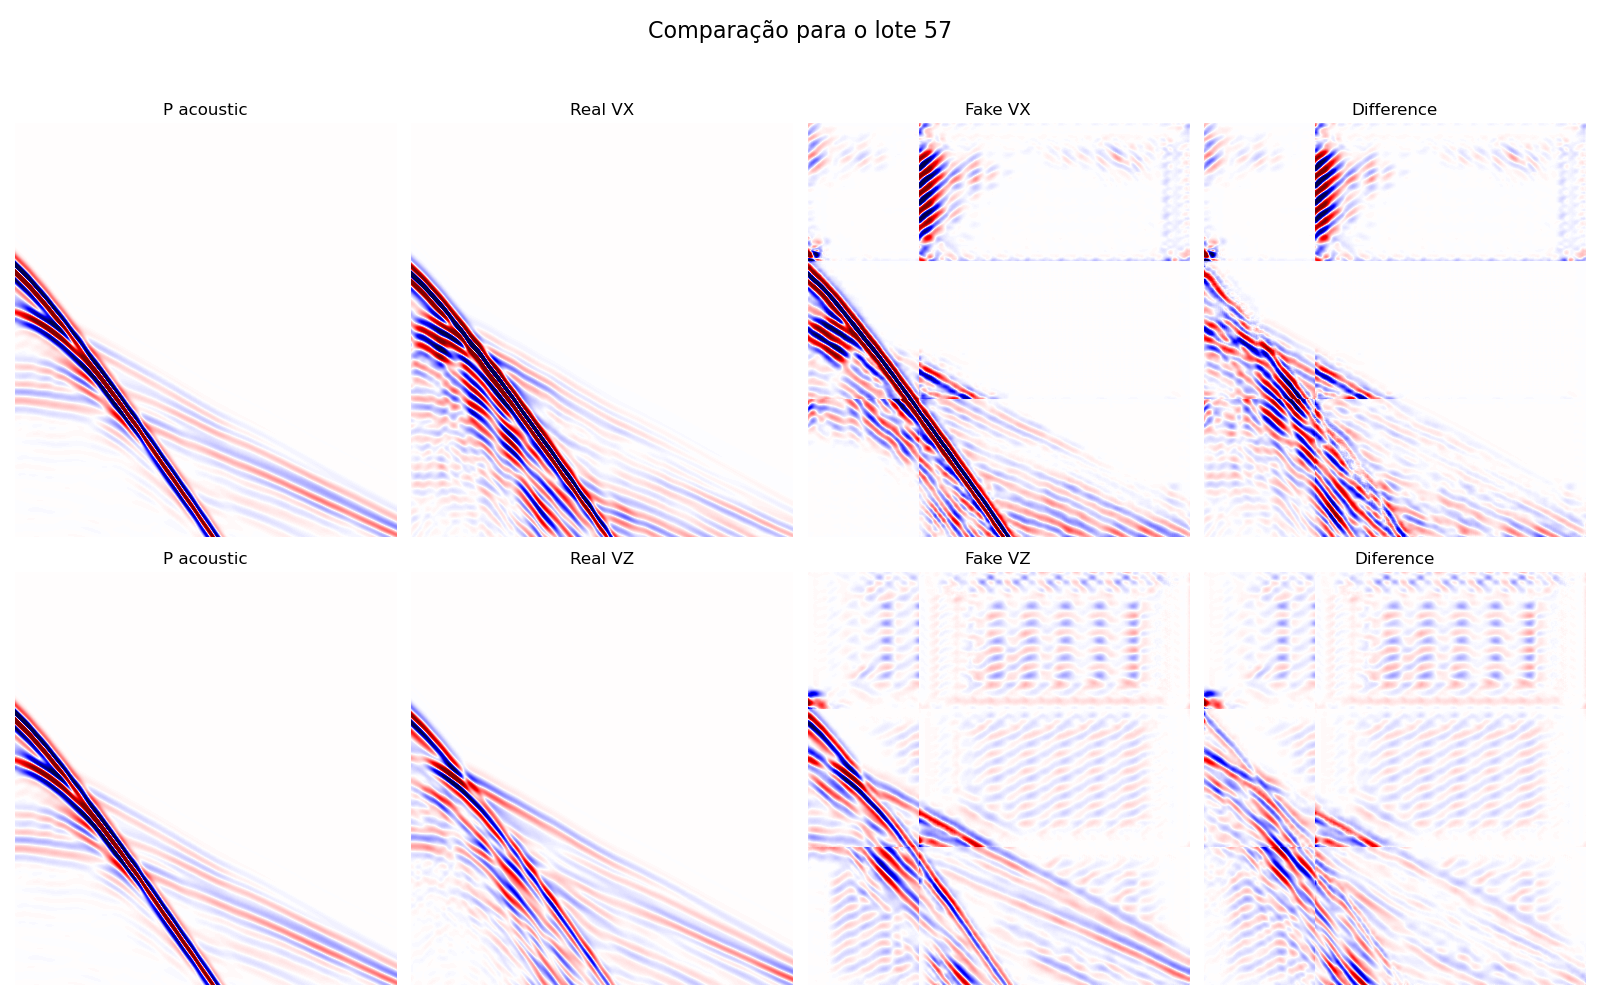 Comparação para o lote 57
P acoustic
Real VX
Fake VX
Difference
P acoustic
Real VZ
Fake VZ
Diference